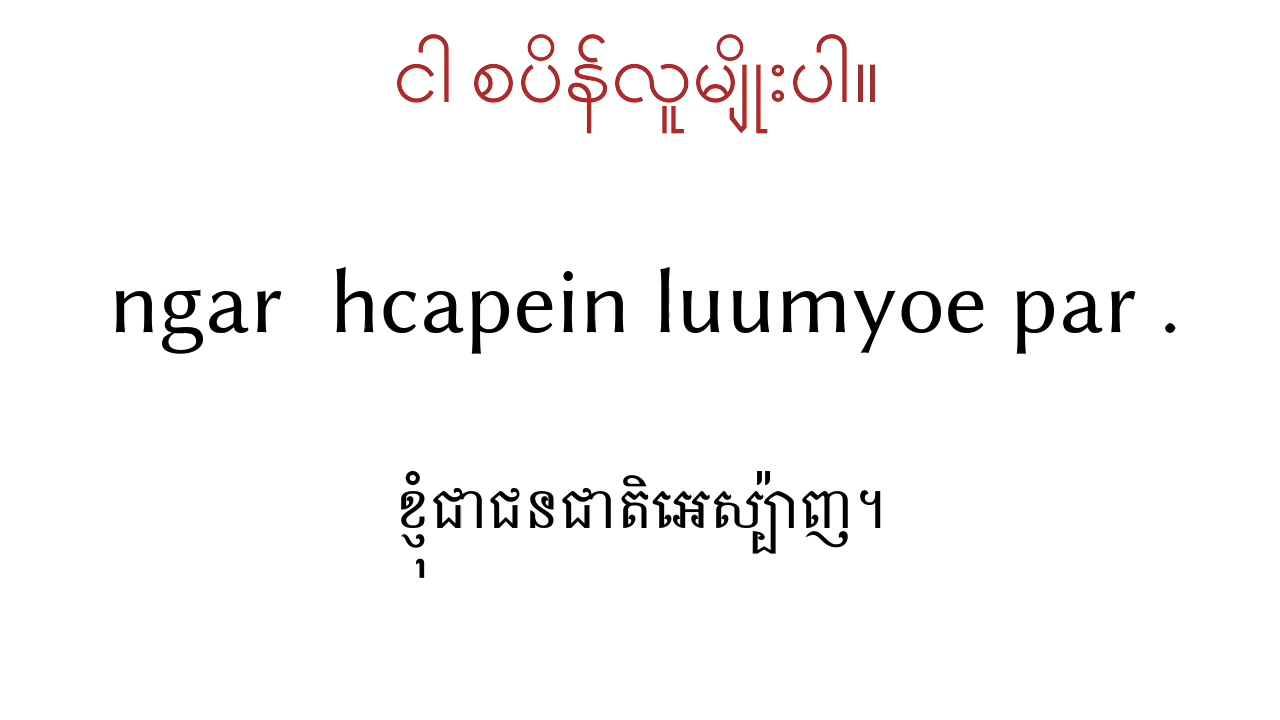 ငါ စပိန်လူမျိုးပါ။
ngar hcapein luumyoe par .
ខ្ញុំជាជនជាតិអេស្ប៉ាញ។